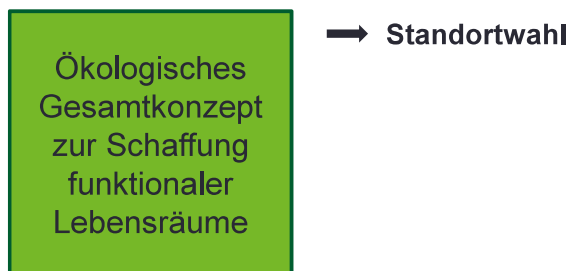 Ökologisches
Gesamtkonzept
zur Schaffung
funktionaler
Lebensräume
Standortwahl